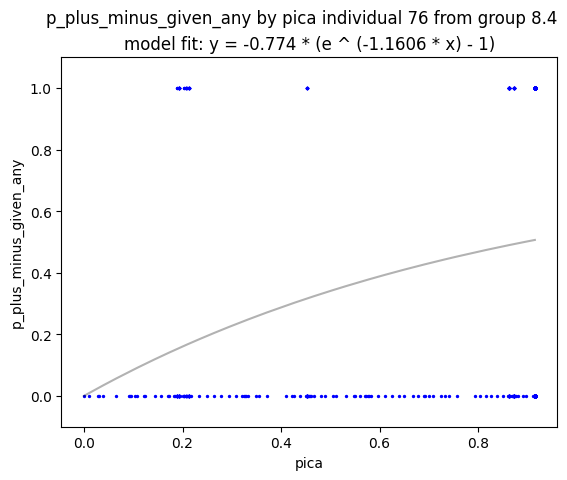 p_plus_minus_given_any by pica individual 76 from group 8.4
model fit: y = -0.774 * (e ^ (-1.1606 * x) - 1)
1.0
0.8
0.6
0.4
0.2
0.0
p_plus_minus_given_any
0.0 0.2 0.4 0.6 0.8
pica